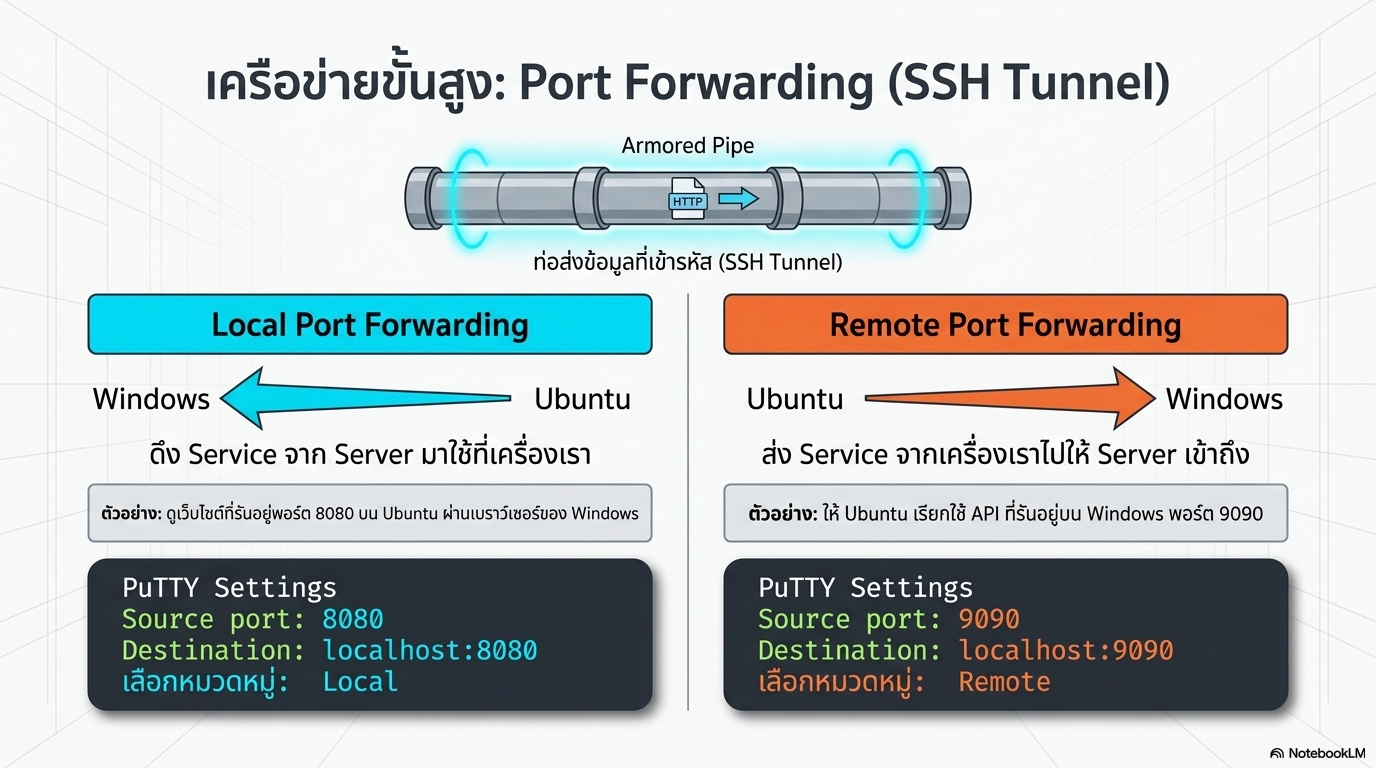 เครือข่ายขั้นสูง: Port Forwarding (SSH Tunnel)
Armored Pipe
HTTP
ท่อส่งข้อมูลที่เข้ารหัส (SSH Tunnel)
Local Port Forwarding
Windows
Ubuntu
ดึง Service จาก Server มาใช้ที่เครื่องเรา
ตัวอย่าง: ดูเว็บไซต์ที่รันอยู่พอร์ต 8080 บน Ubuntu ผ่านเบราว์เซอร์ของ Windows
PuTTY Settings
Source port: 8080
Destination: localhost:8080
เลือกหมวดหมู่: Local
Remote Port Forwarding
Ubuntu
Windows
ส่ง Service จากเครื่องเราไปให้ Server เข้าถึง
ตัวอย่าง: ให้ Ubuntu เรียกใช้ API ที่รันอยู่บน Windows พอร์ต 9090
PuTTY Settings
Source port: 9090
Destination: localhost:9090
เลือกหมวดหมู่: Remote
NotebookLM